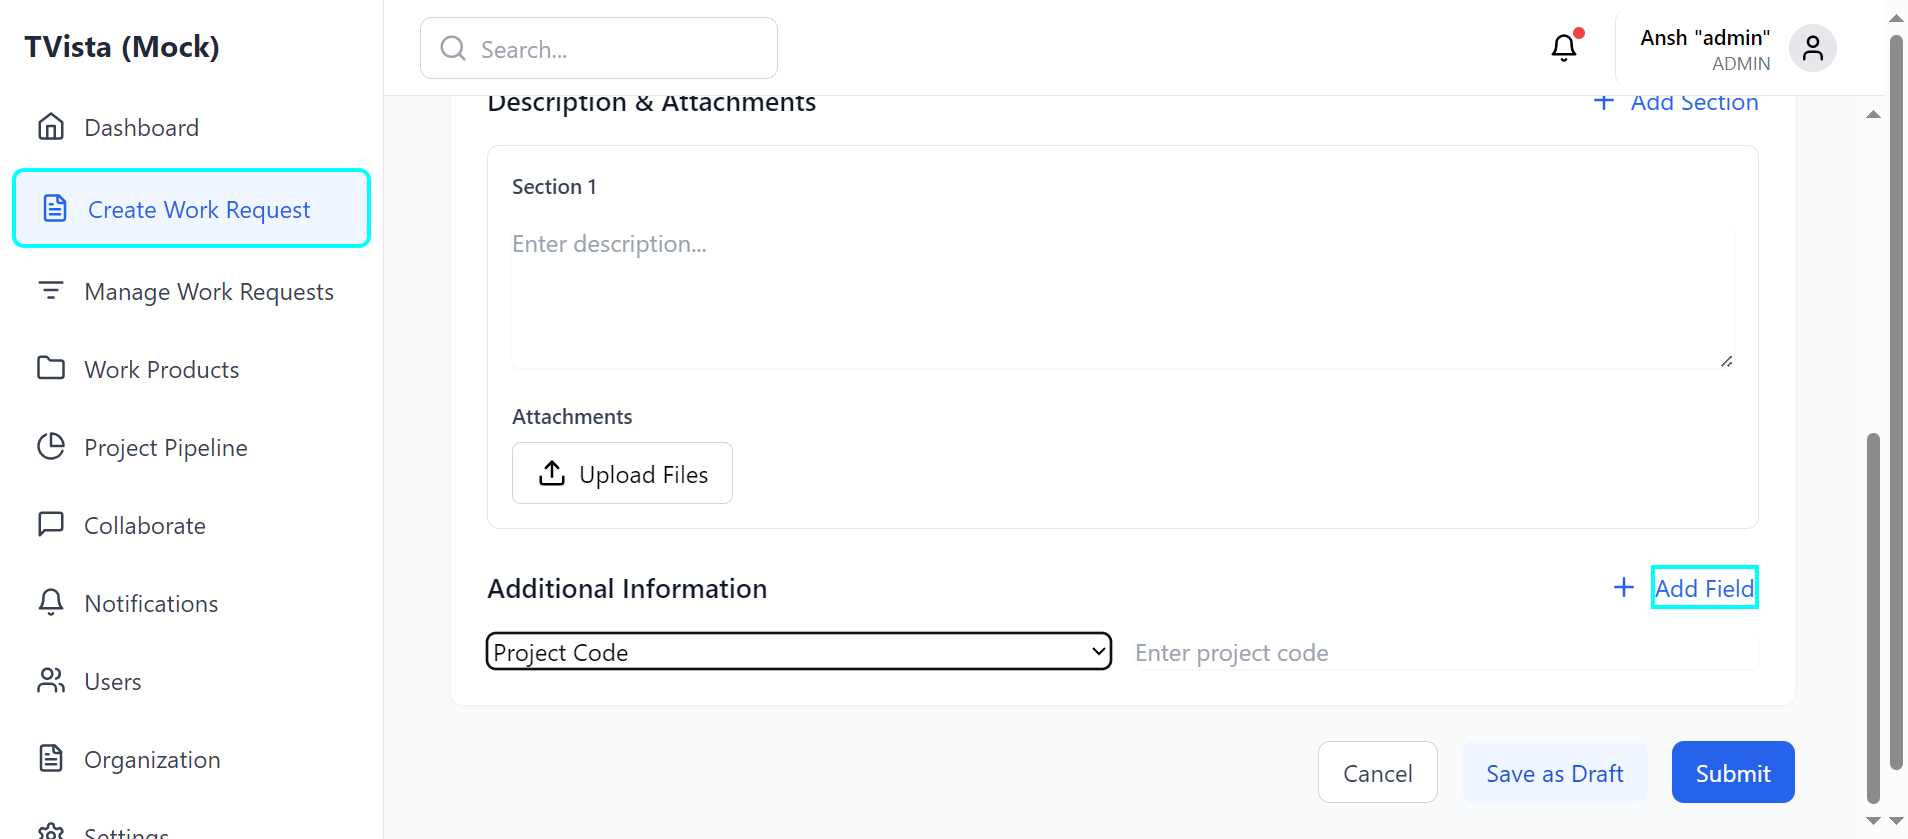 TVista (Mock)
Search...
Ansh "admin"
ADMIN
Dashboard
Create Work Request
Manage Work Requests
Work Products
Project Pipeline
Collaborate
Notifications
Users
Organization
Settings
Description & Attachments
Add Section
Section 1
Enter description...
Attachments
Upload Files
Additional Information
Add Field
Project Code
Enter project code
Cancel
Save as Draft
Submit